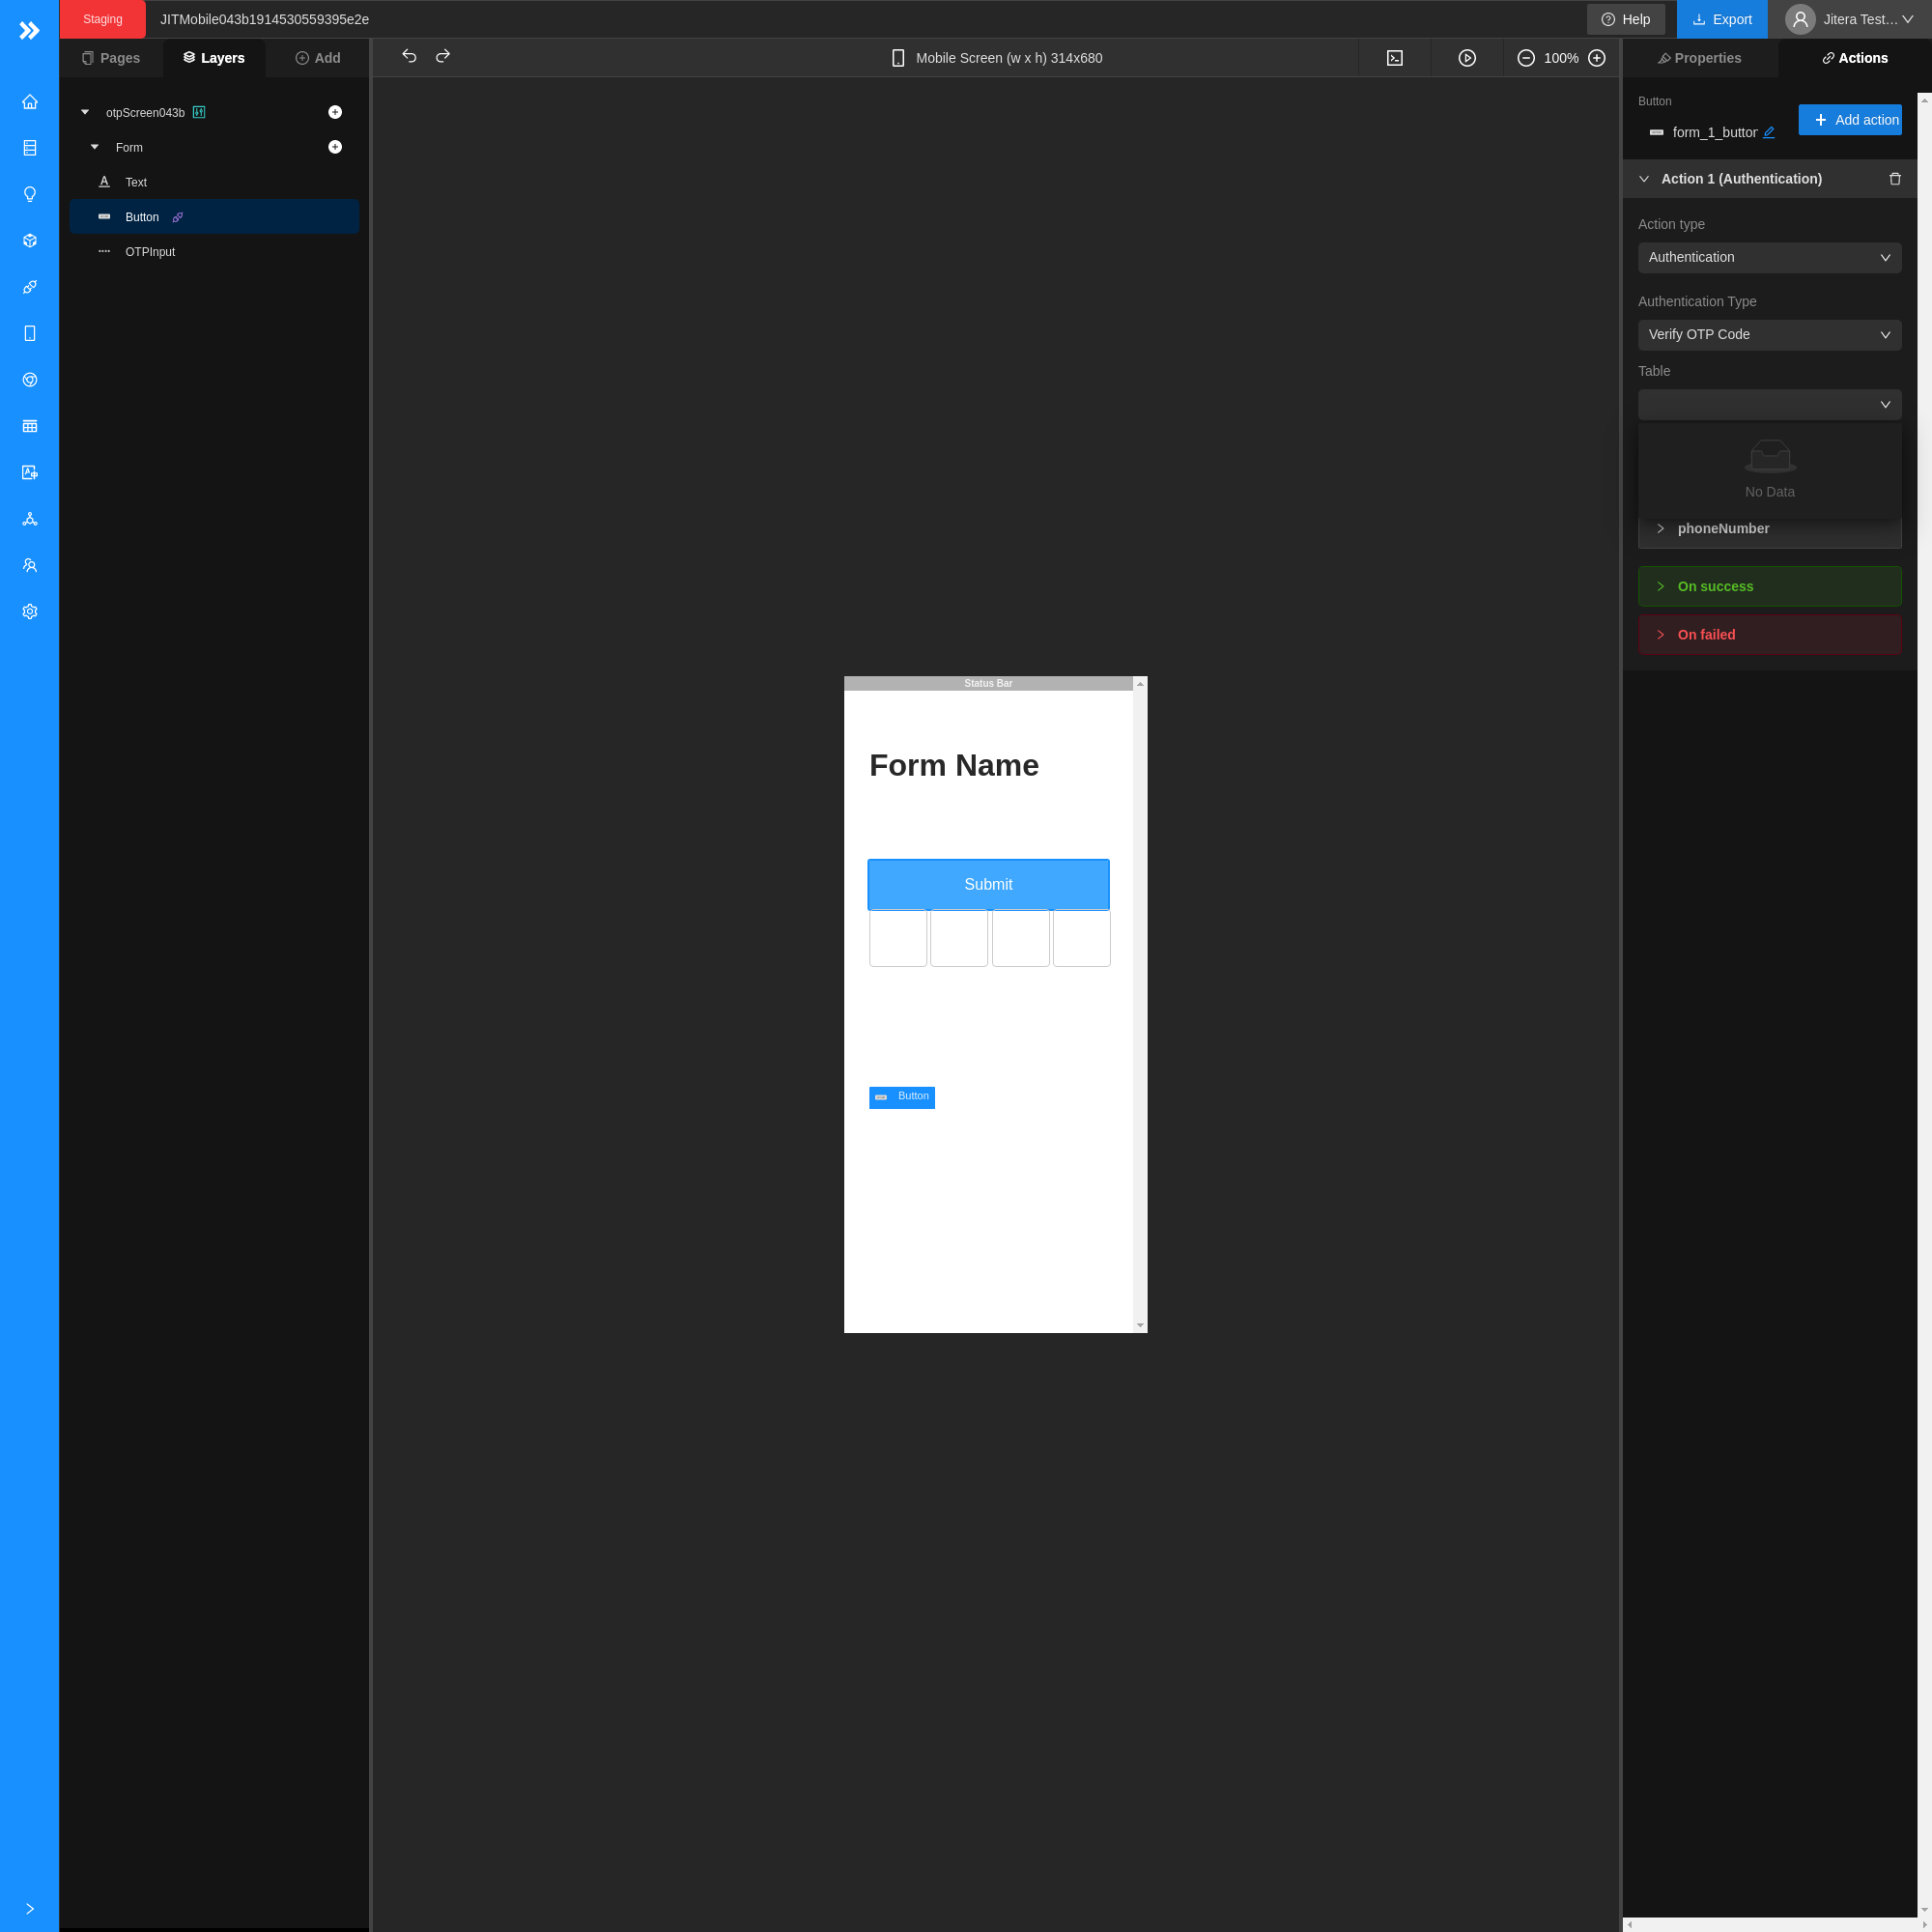 Staging
JITMobile043b1914530559395e2e
Help
Export
Jitera Test...
Pages
Layers
Add
Mobile Screen (w x h) 314x680
100%
Properties
Actions
otpScreen043b
Form
Text
Button
OTPInput
Button
form_1_button
Add action
Action 1 (Authentication)
Action type
Authentication
Authentication Type
Verify OTP Code
Table
No Data
phoneNumber
On success
On failed
Status Bar
Form Name
Submit
Button